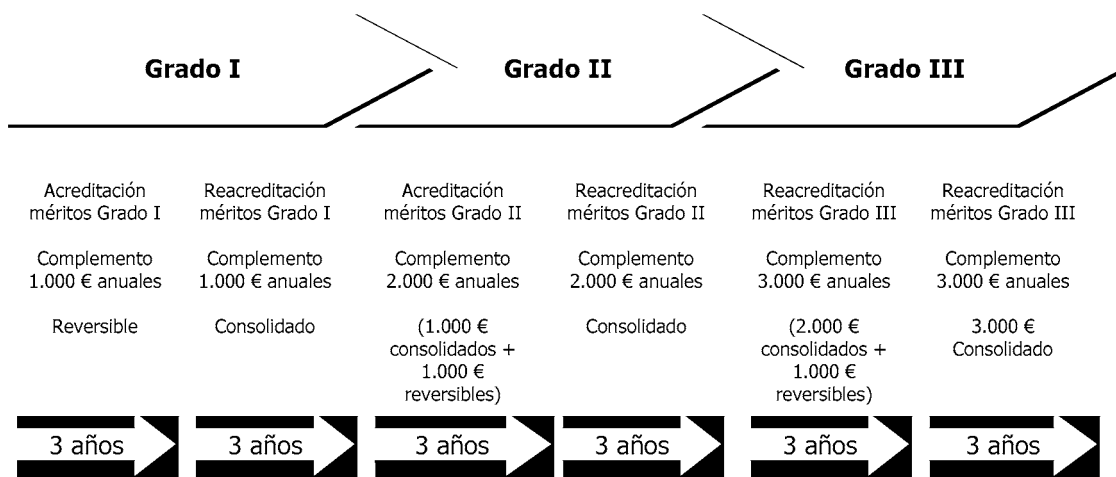 Grado I
Grado II
Grado III
Acreditación
méritos Grado I
Complemento
1.000 € anuales
Reversible
Reacreditación
méritos Grado I
Complemento
1.000 € anuales
Consolidado
Acreditación
méritos Grado II
Complemento
2.000 € anuales
(1.000 €
consolidados +
1.000 €
reversibles)
Reacreditación
méritos Grado II
Complemento
2.000 € anuales
Consolidado
Reacreditación
méritos Grado III
Complemento
3.000 € anuales
(2.000 €
consolidados +
1.000 €
reversibles)
Reacreditación
méritos Grado III
Complemento
3.000 € anuales
3.000 €
Consolidado
3 años
3 años
3 años
3 años
3 años
3 años